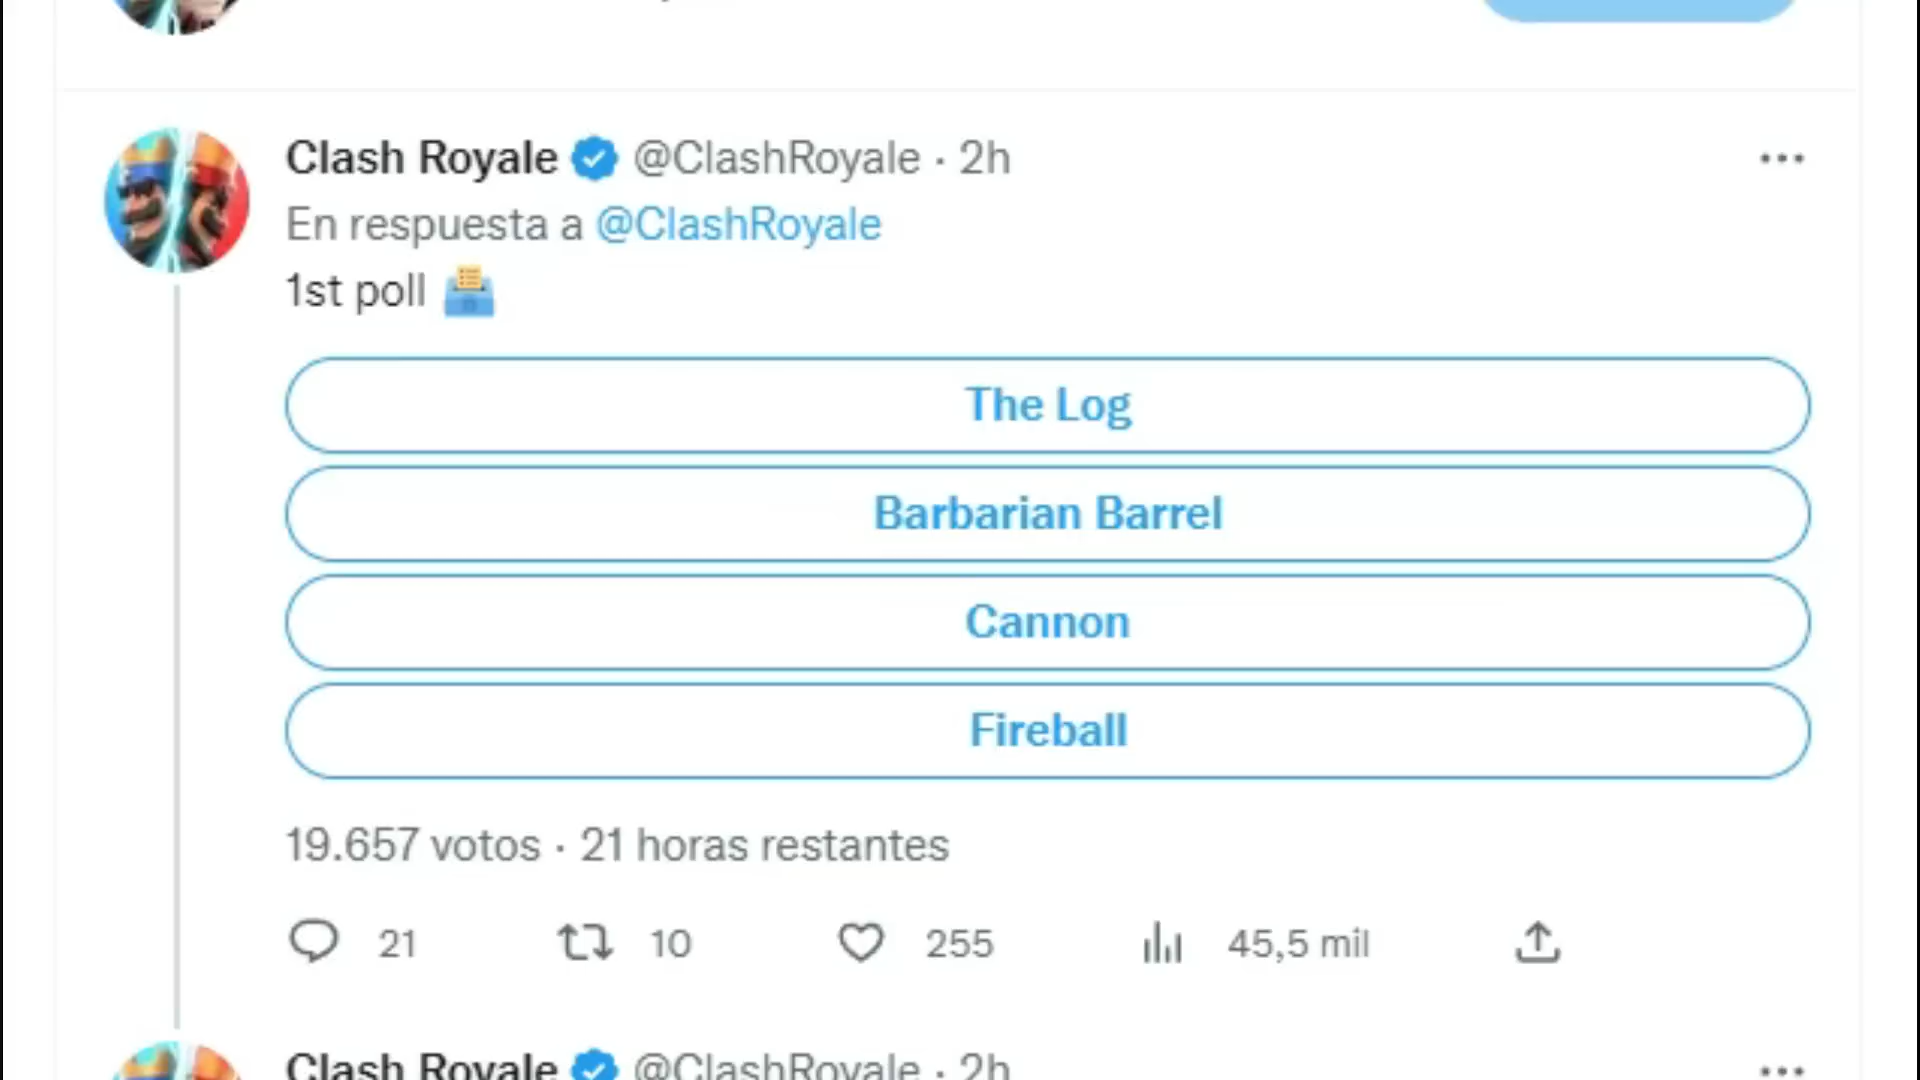 Clash Royale @ClashRoyale · 2h
En respuesta a @ClashRoyale
1st poll
The Log
Barbarian Barrel
Cannon
Fireball
19.657 votos · 21 horas restantes
21 10 255 45,5 mil
Clash Royale @ClashRoyale · 2h